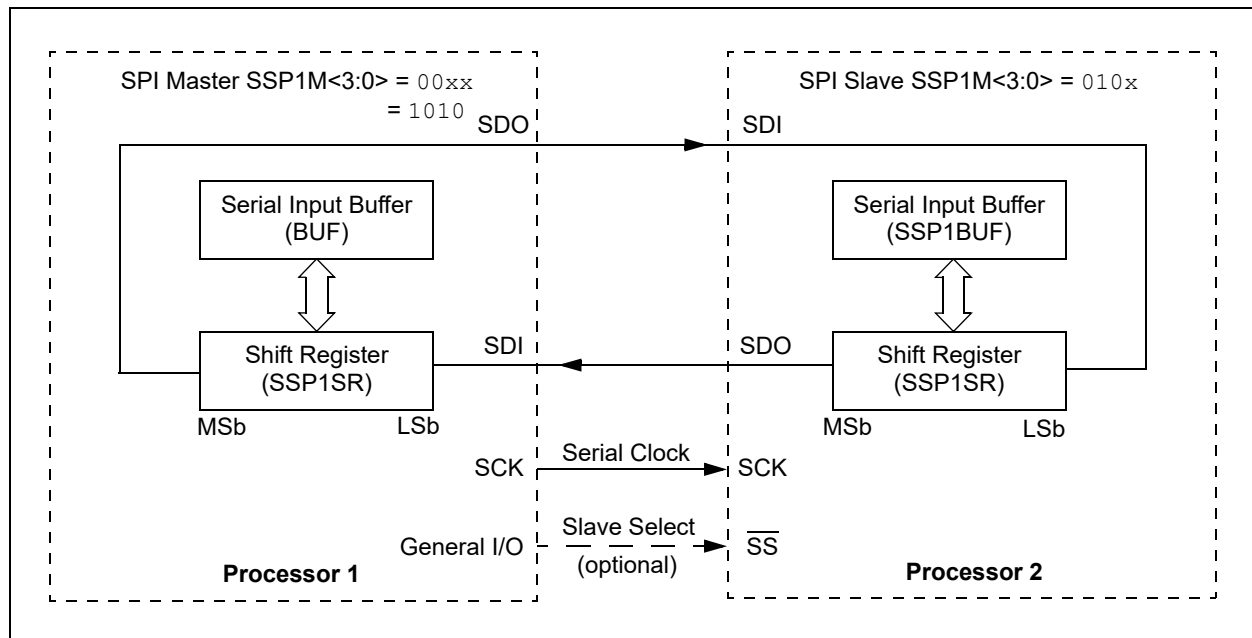 SPI Master SSP1M<3:0> = 00xx
= 1010
SPI Slave SSP1M<3:0> = 010x
SDO
SDI
Serial Input Buffer
(BUF)
Serial Input Buffer
(SSP1BUF)
Shift Register
(SSP1SR)
SDI
SDO
Shift Register
(SSP1SR)
MSb
LSb
MSb
LSb
SCK
Serial Clock
SCK
General I/O
Slave Select
(optional)
S̅S̅
Processor 1
Processor 2